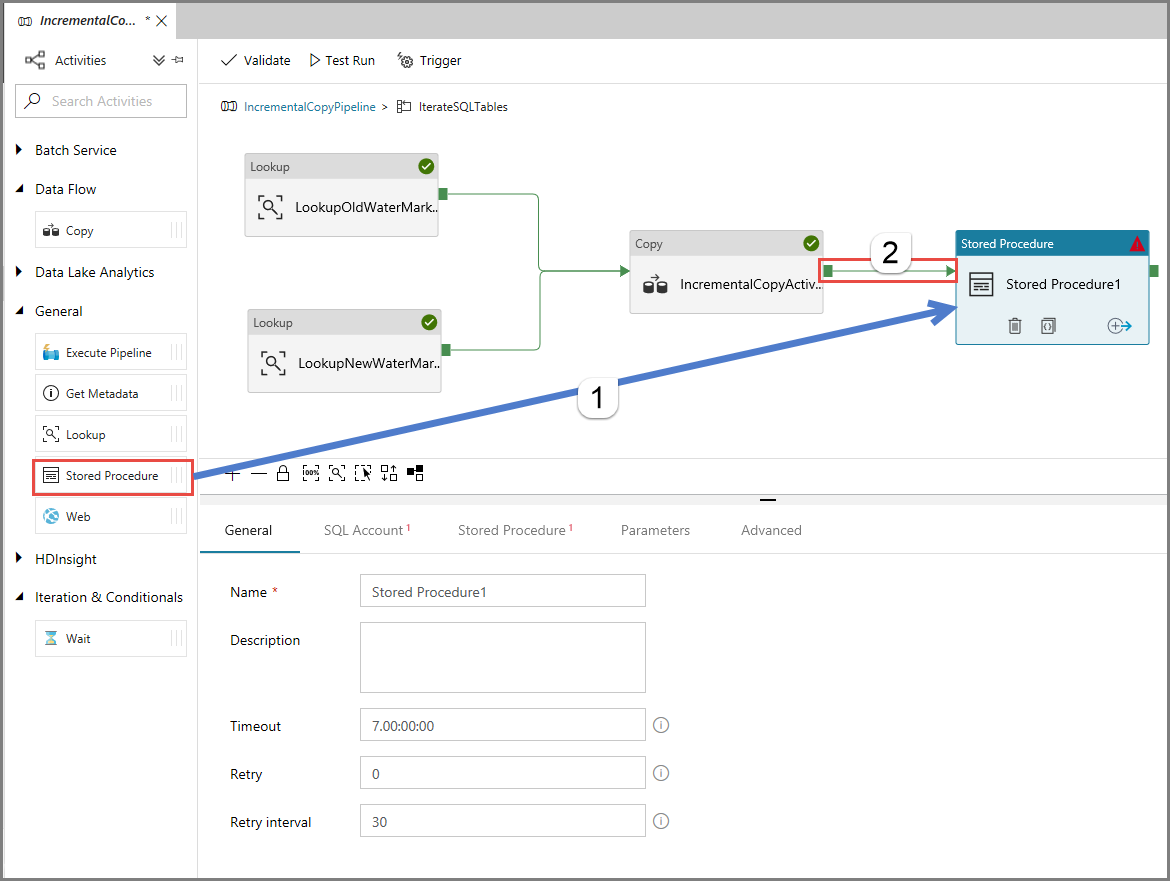 IncrementalCo... *
Activities
Validate
Test Run
Trigger
Search Activities
IncrementalCopyPipeline > IterateSQLTables
Batch Service
Data Flow
Copy
Data Lake Analytics
General
Execute Pipeline
Get Metadata
Lookup
Stored Procedure
Web
HDInsight
Iteration & Conditionals
Wait
Lookup
LookupOldWaterMark..
Lookup
LookupNewWaterMar..
Copy
IncrementalCopyActiv..
2
Stored Procedure
Stored Procedure1
1
100%
General
SQL Account 1
Stored Procedure 1
Parameters
Advanced
Name *
Stored Procedure1
Description
Timeout
7.00:00:00
Retry
0
Retry interval
30